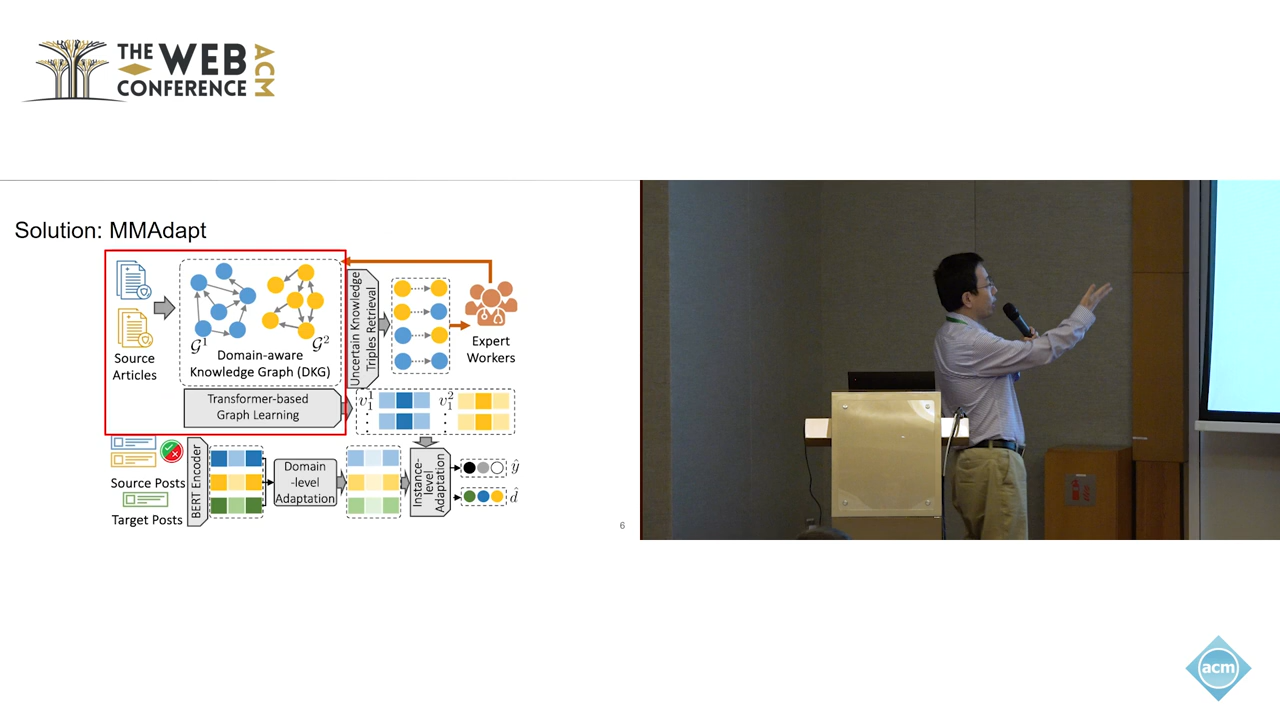 THE WEB
CONFERENCE
ACM
Solution: MMAdapt
Source
Articles
𝒢¹
𝒢²
Domain-aware
Knowledge Graph (DKG)
Uncertain Knowledge
Triples Retrieval
Expert
Workers
Transformer-based
Graph Learning
v₁¹
v₁²
Source Posts
Target Posts
BERT Encoder
Domain
-level
Adaptation
Instance-
level
Adaptation
ŷ
6
acm